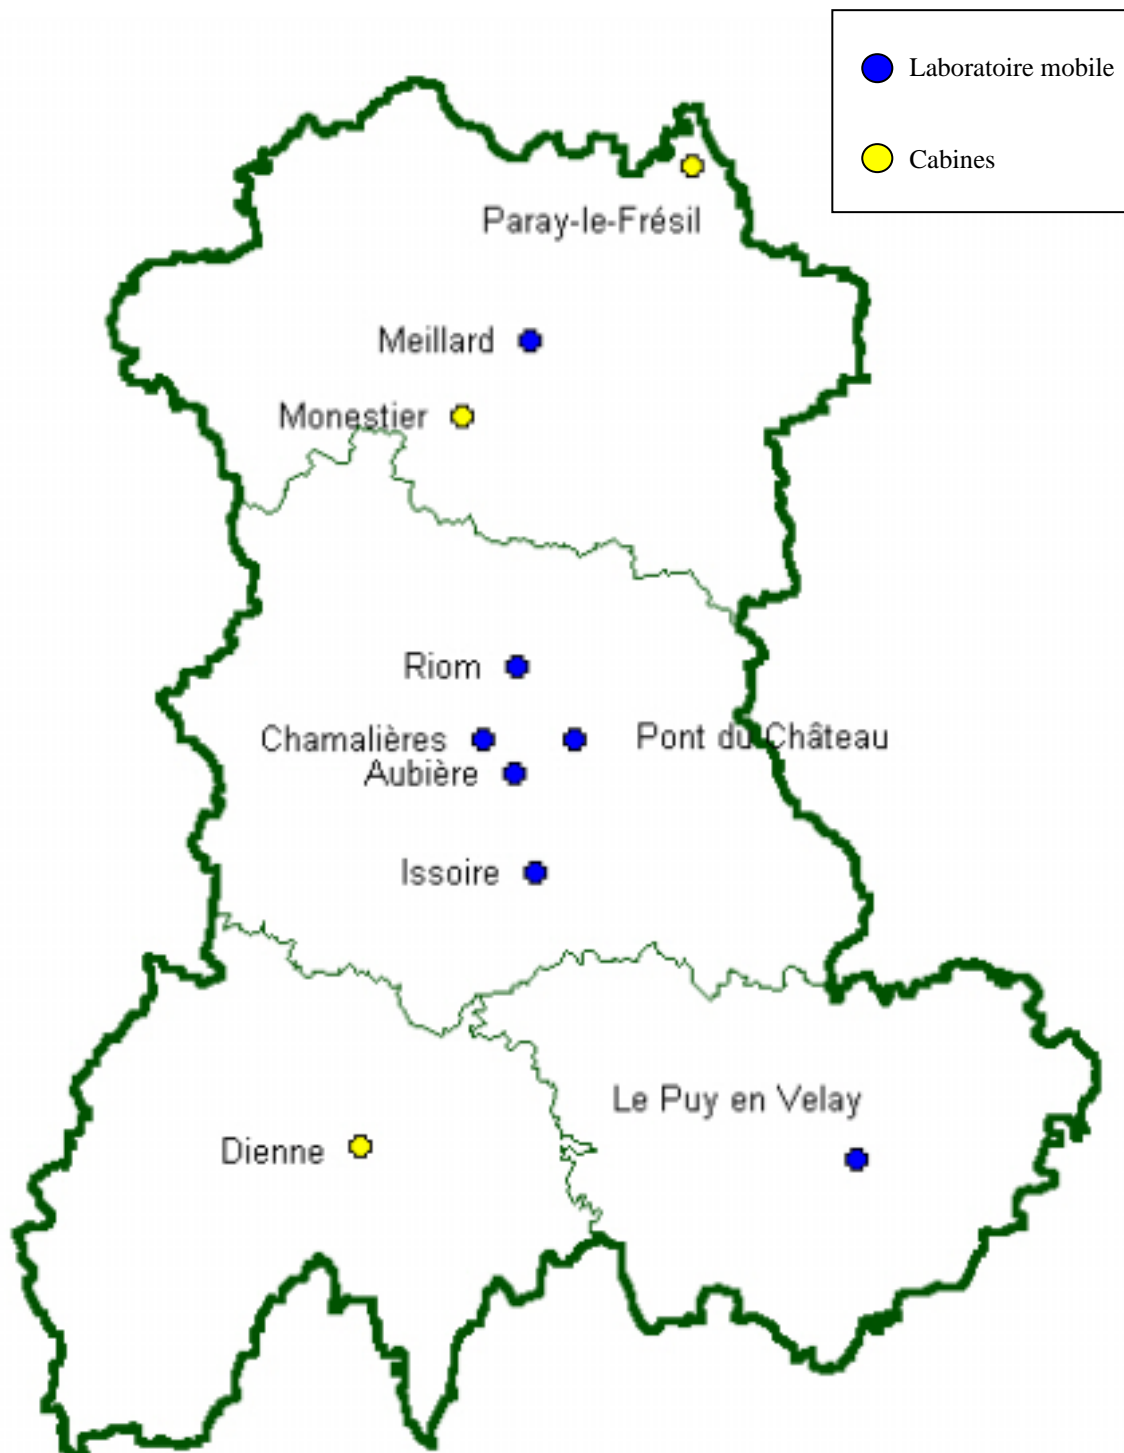 Laboratoire mobile
Cabines
Paray-le-Frésil
Meillard
Monestier
Riom
Chamalières
Pont du Château
Aubière
Issoire
Le Puy en Velay
Dienne